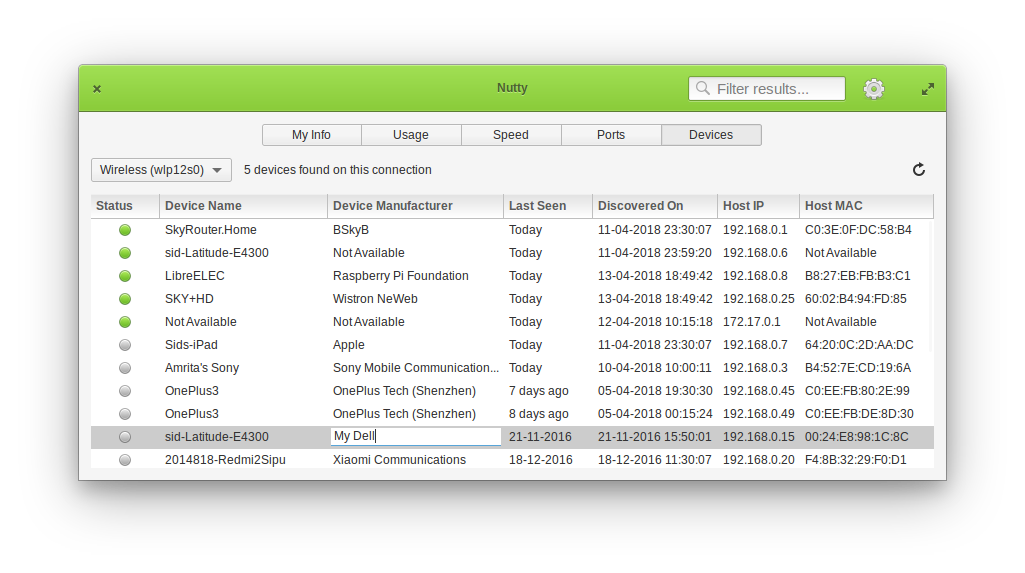 × Nutty Filter results...
My Info Usage Speed Ports Devices
Wireless (wlp12s0) 5 devices found on this connection
Status Device Name Device Manufacturer Last Seen Discovered On Host IP Host MAC
SkyRouter.Home BSkyB Today 11-04-2018 23:30:07 192.168.0.1 C0:3E:0F:DC:58:B4
sid-Latitude-E4300 Not Available Today 11-04-2018 23:59:20 192.168.0.6 Not Available
LibreELEC Raspberry Pi Foundation Today 13-04-2018 18:49:42 192.168.0.8 B8:27:EB:FB:B3:C1
SKY+HD Wistron NeWeb Today 13-04-2018 18:49:42 192.168.0.25 60:02:B4:94:FD:85
Not Available Not Available Today 12-04-2018 10:15:18 172.17.0.1 Not Available
Sids-iPad Apple Today 11-04-2018 23:30:07 192.168.0.7 64:20:0C:2D:AA:DC
Amrita's Sony Sony Mobile Communication... Today 10-04-2018 10:00:11 192.168.0.3 B4:52:7E:CD:19:6A
OnePlus3 OnePlus Tech (Shenzhen) 7 days ago 05-04-2018 19:30:30 192.168.0.45 C0:EE:FB:80:2E:99
OnePlus3 OnePlus Tech (Shenzhen) 8 days ago 05-04-2018 00:15:24 192.168.0.49 C0:EE:FB:DE:8D:30
sid-Latitude-E4300 My Dell 21-11-2016 21-11-2016 15:50:01 192.168.0.15 00:24:E8:98:1C:8C
2014818-Redmi2Sipu Xiaomi Communications 18-12-2016 18-12-2016 11:30:07 192.168.0.20 F4:8B:32:29:F0:D1